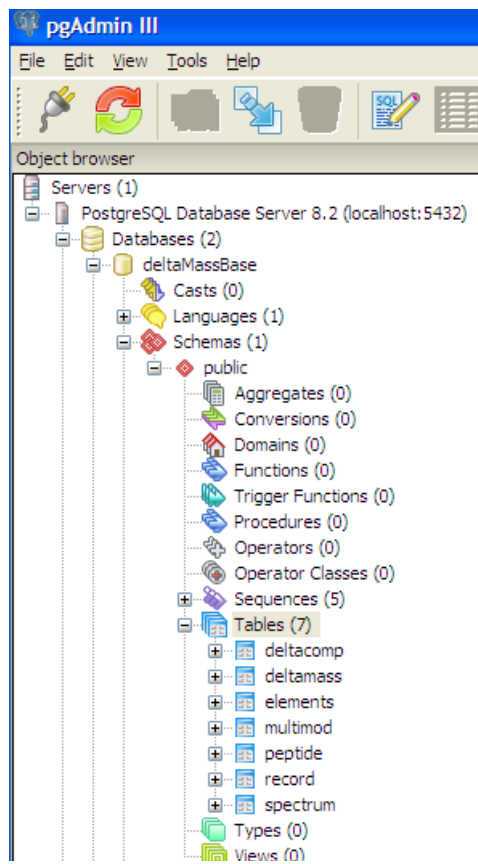 pgAdmin III
File Edit View Tools Help
SQL
Object browser
Servers (1)
PostgreSQL Database Server 8.2 (localhost:5432)
Databases (2)
deltaMassBase
Casts (0)
Languages (1)
Schemas (1)
public
Aggregates (0)
Conversions (0)
Domains (0)
Functions (0)
Trigger Functions (0)
Procedures (0)
Operators (0)
Operator Classes (0)
Sequences (5)
Tables (7)
deltacomp
deltamass
elements
multimod
peptide
record
spectrum
Types (0)
Views (0)